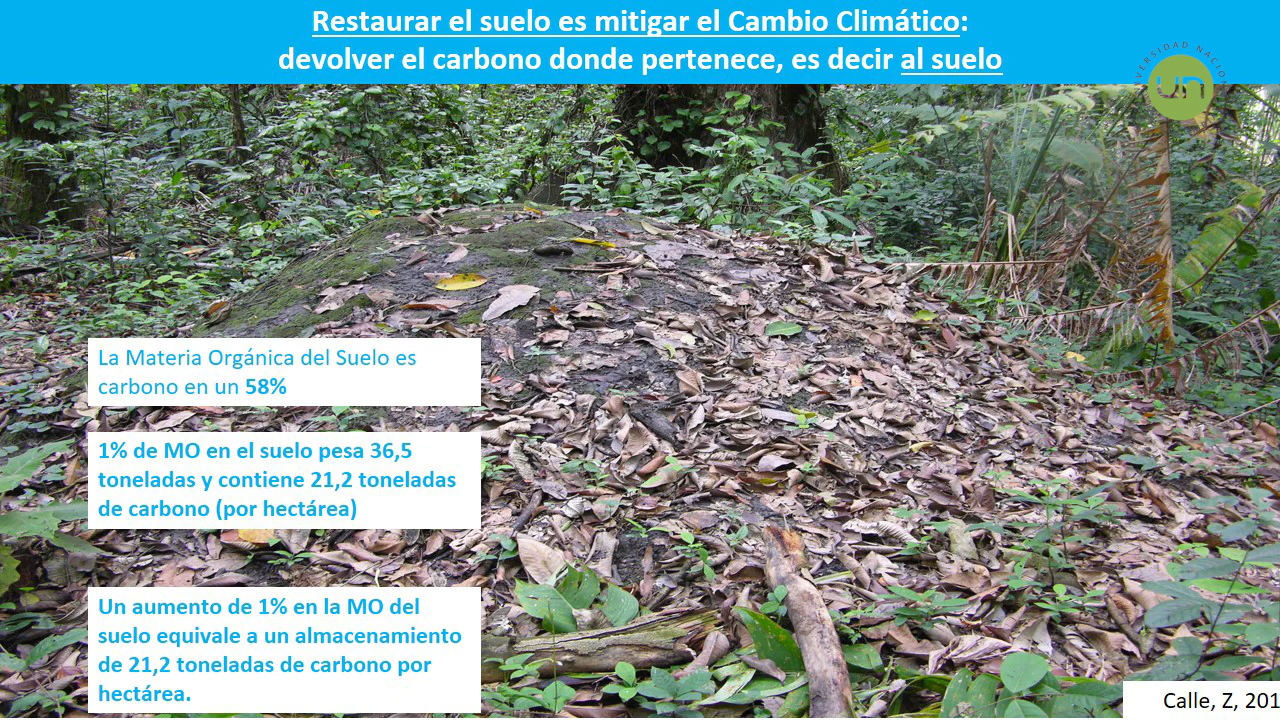 Restaurar el suelo es mitigar el Cambio Climático:
devolver el carbono donde pertenece, es decir al suelo
UN
La Materia Orgánica del Suelo es
carbono en un 58%
1% de MO en el suelo pesa 36,5
toneladas y contiene 21,2 toneladas
de carbono (por hectárea)
Un aumento de 1% en la MO del
suelo equivale a un almacenamiento
de 21,2 toneladas de carbono por
hectárea.
Calle, Z, 201